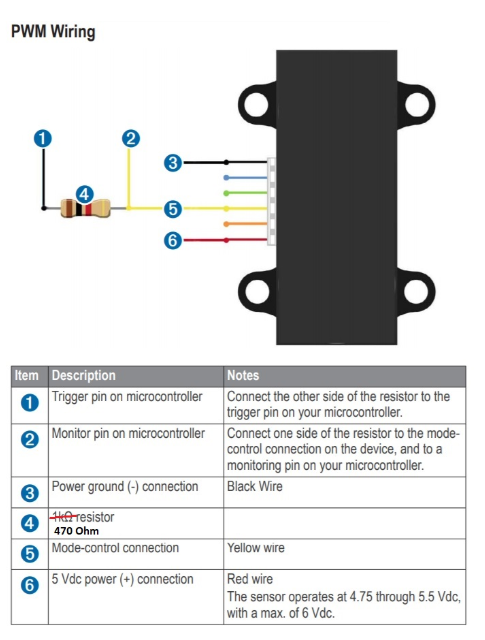 PWM Wiring
1
2
3
4
5
6
Item Description Notes
1 Trigger pin on microcontroller Connect the other side of the resistor to the
trigger pin on your microcontroller.
2 Monitor pin on microcontroller Connect one side of the resistor to the mode-
control connection on the device, and to a
monitoring pin on your microcontroller.
3 Power ground (-) connection Black Wire
4 1kΩ resistor
470 Ohm
5 Mode-control connection Yellow wire
6 5 Vdc power (+) connection Red wire
The sensor operates at 4.75 through 5.5 Vdc,
with a max. of 6 Vdc.